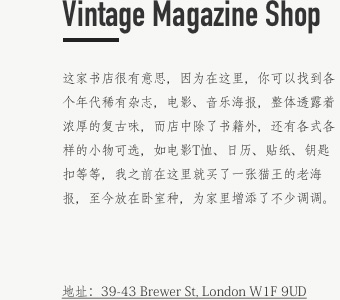 Vintage Magazine Shop
这家书店很有意思，因为在这里，你可以找到各
个年代稀有杂志，电影、音乐海报，整体透露着
浓厚的复古味，而店中除了书籍外，还有各式各
样的小物可选，如电影T恤、日历、贴纸、钥匙
扣等等，我之前在这里就买了一张猫王的老海
报，至今放在卧室种，为家里增添了不少调调。
地址：39-43 Brewer St, London W1F 9UD